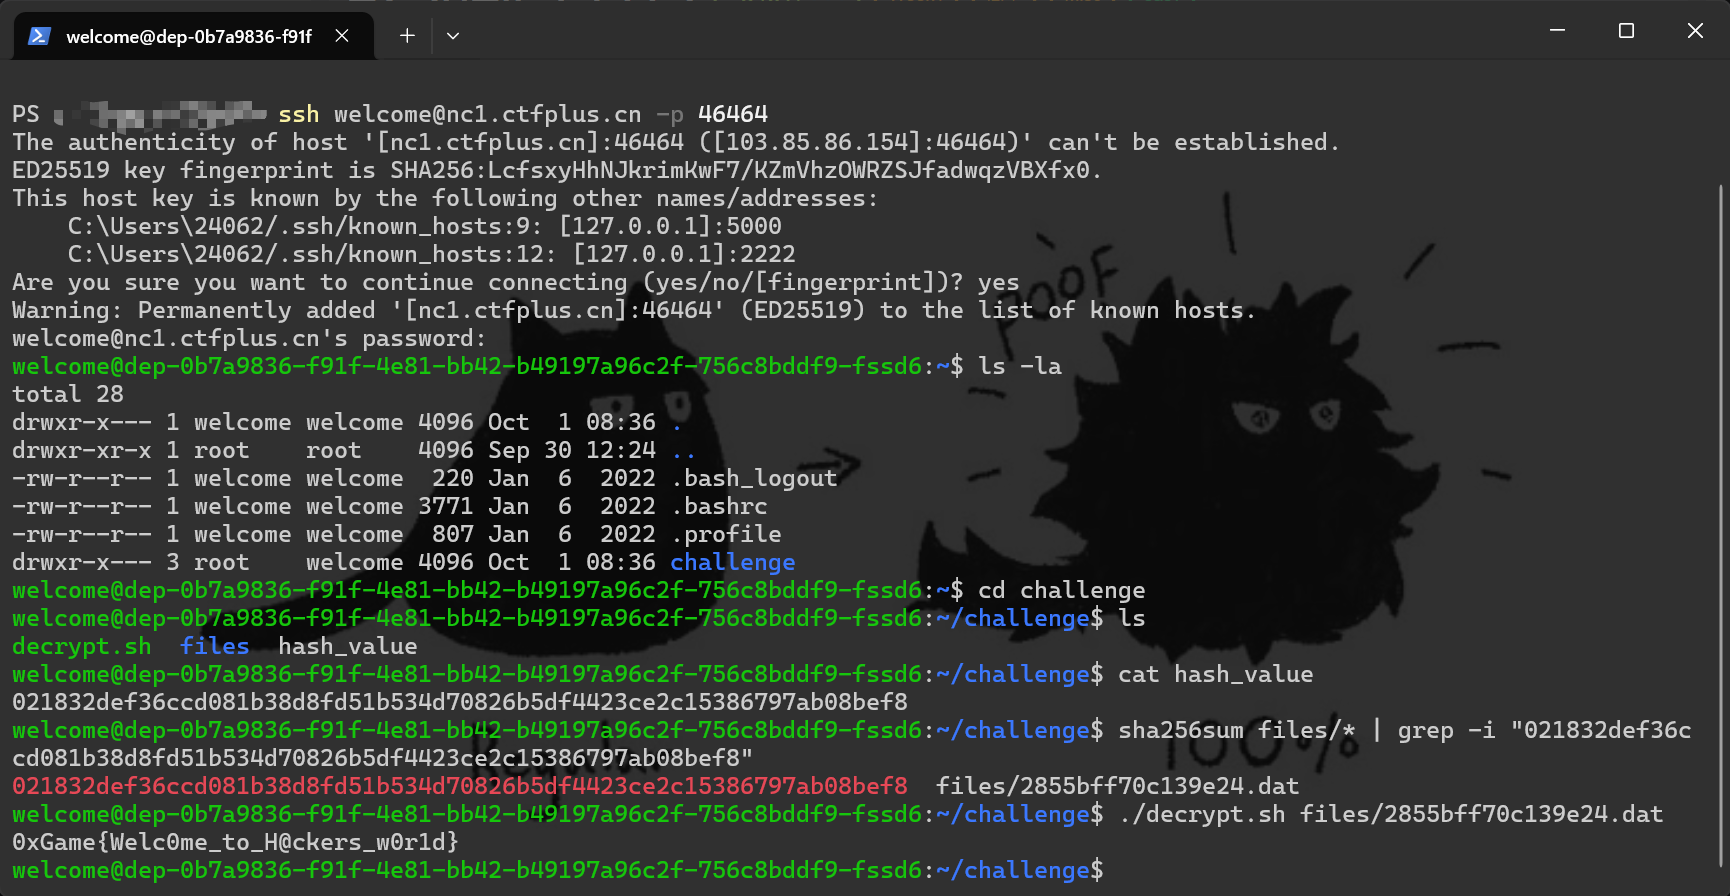 welcome@dep-0b7a9836-f91f
PS ssh welcome@nc1.ctfplus.cn -p 46464
The authenticity of host '[nc1.ctfplus.cn]:46464 ([103.85.86.154]:46464)' can't be established.
ED25519 key fingerprint is SHA256:LcfsxyHhNJkrimKwF7/KZmVhzOWRZSJfadwqzVBXfx0.
This host key is known by the following other names/addresses:
    C:\Users\24062/.ssh/known_hosts:9: [127.0.0.1]:5000
    C:\Users\24062/.ssh/known_hosts:12: [127.0.0.1]:2222
Are you sure you want to continue connecting (yes/no/[fingerprint])? yes
Warning: Permanently added '[nc1.ctfplus.cn]:46464' (ED25519) to the list of known hosts.
welcome@nc1.ctfplus.cn's password:
welcome@dep-0b7a9836-f91f-4e81-bb42-b49197a96c2f-756c8bddf9-fssd6:~$ ls -la
total 28
drwxr-x--- 1 welcome welcome 4096 Oct  1 08:36 .
drwxr-xr-x 1 root    root    4096 Sep 30 12:24 ..
-rw-r--r-- 1 welcome welcome  220 Jan  6  2022 .bash_logout
-rw-r--r-- 1 welcome welcome 3771 Jan  6  2022 .bashrc
-rw-r--r-- 1 welcome welcome  807 Jan  6  2022 .profile
drwxr-x--- 3 root    welcome 4096 Oct  1 08:36 challenge
welcome@dep-0b7a9836-f91f-4e81-bb42-b49197a96c2f-756c8bddf9-fssd6:~$ cd challenge
welcome@dep-0b7a9836-f91f-4e81-bb42-b49197a96c2f-756c8bddf9-fssd6:~/challenge$ ls
decrypt.sh  files  hash_value
welcome@dep-0b7a9836-f91f-4e81-bb42-b49197a96c2f-756c8bddf9-fssd6:~/challenge$ cat hash_value
021832def36ccd081b38d8fd51b534d70826b5df4423ce2c15386797ab08bef8
welcome@dep-0b7a9836-f91f-4e81-bb42-b49197a96c2f-756c8bddf9-fssd6:~/challenge$ sha256sum files/* | grep -i "021832def36c
cd081b38d8fd51b534d70826b5df4423ce2c15386797ab08bef8"
021832def36ccd081b38d8fd51b534d70826b5df4423ce2c15386797ab08bef8  files/2855bff70c139e24.dat
welcome@dep-0b7a9836-f91f-4e81-bb42-b49197a96c2f-756c8bddf9-fssd6:~/challenge$ ./decrypt.sh files/2855bff70c139e24.dat
0xGame{Welc0me_to_H@ckers_w0r1d}
welcome@dep-0b7a9836-f91f-4e81-bb42-b49197a96c2f-756c8bddf9-fssd6:~/challenge$
POOF
Regular
100%